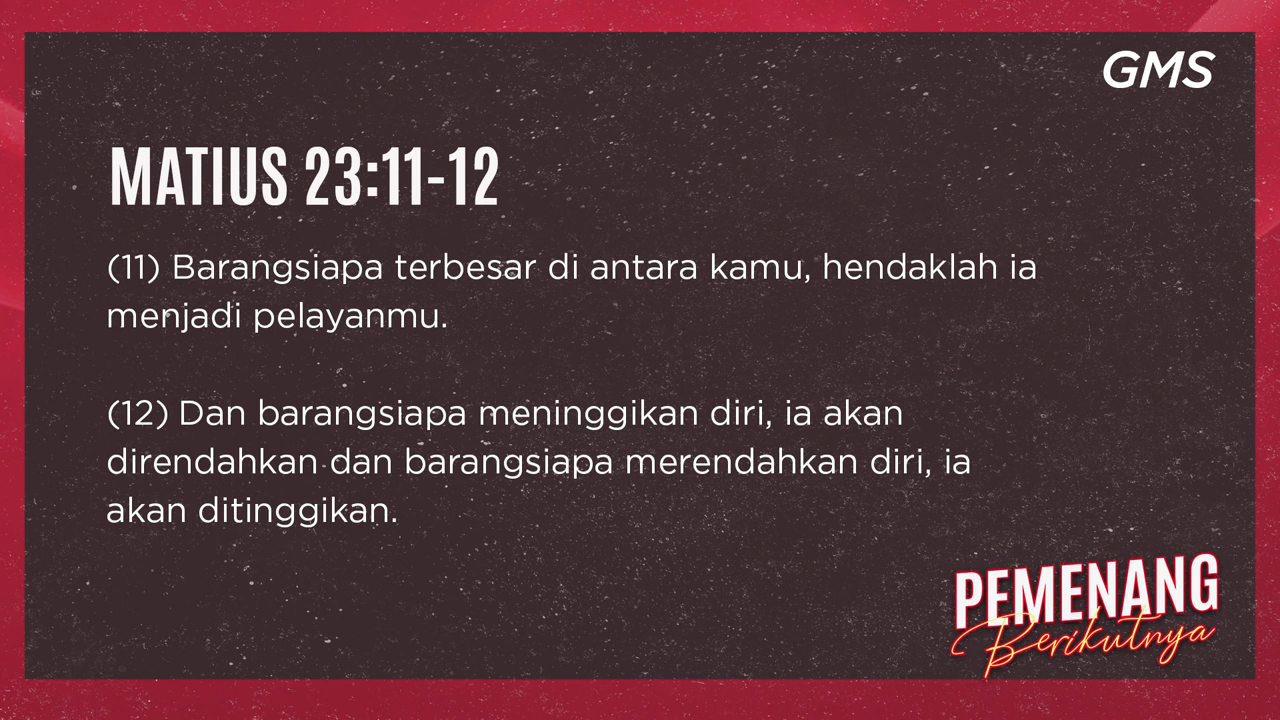 GMS
MATIUS 23:11-12
(11) Barangsiapa terbesar di antara kamu, hendaklah ia
menjadi pelayanmu.
(12) Dan barangsiapa meninggikan diri, ia akan
direndahkan dan barangsiapa merendahkan diri, ia
akan ditinggikan.
PEMENANG
Berikutnya